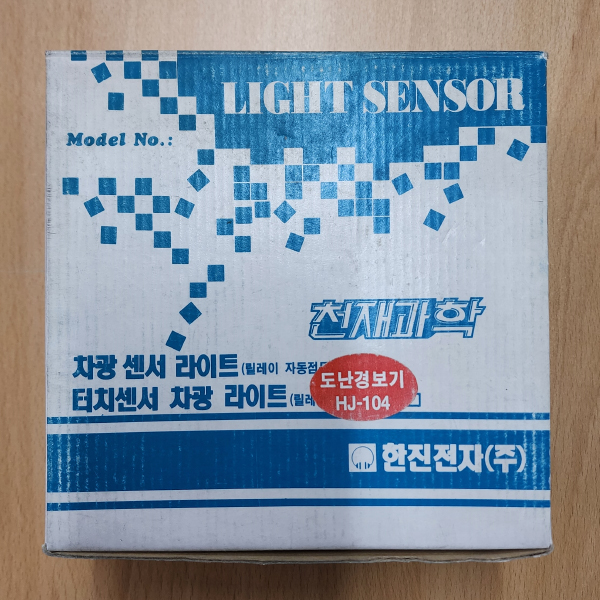 LIGHT SENSOR
Model No.:
천재과학
차광 센서 라이트(릴레이 자동점
터치센서 차광 라이트(릴레
도난경보기
HJ-104
한진전자(주)